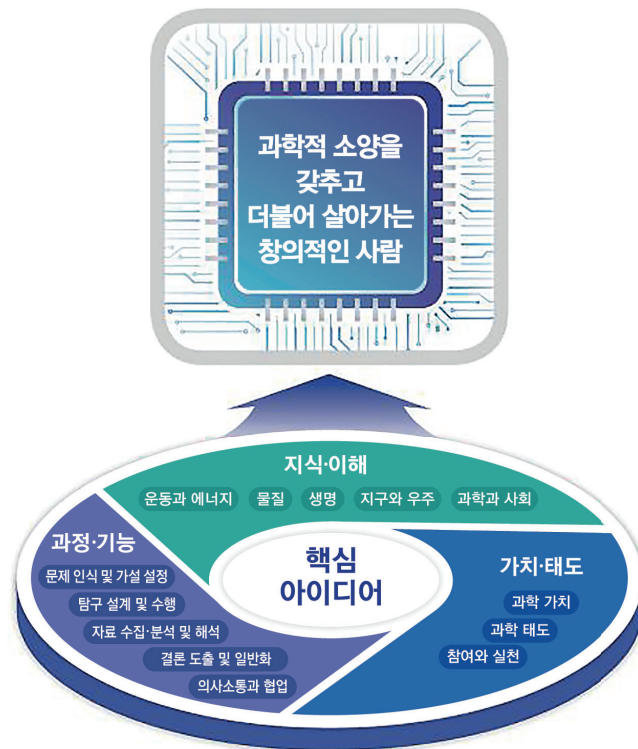 과학적 소양을
갖추고
더불어 살아가는
창의적인 사람
지식·이해
운동과 에너지 물질 생명 지구와 우주 과학과 사회
과정·기능
문제 인식 및 가설 설정
탐구 설계 및 수행
자료 수집·분석 및 해석
결론 도출 및 일반화
의사소통과 협업
핵심
아이디어
가치·태도
과학 가치
과학 태도
참여와 실천